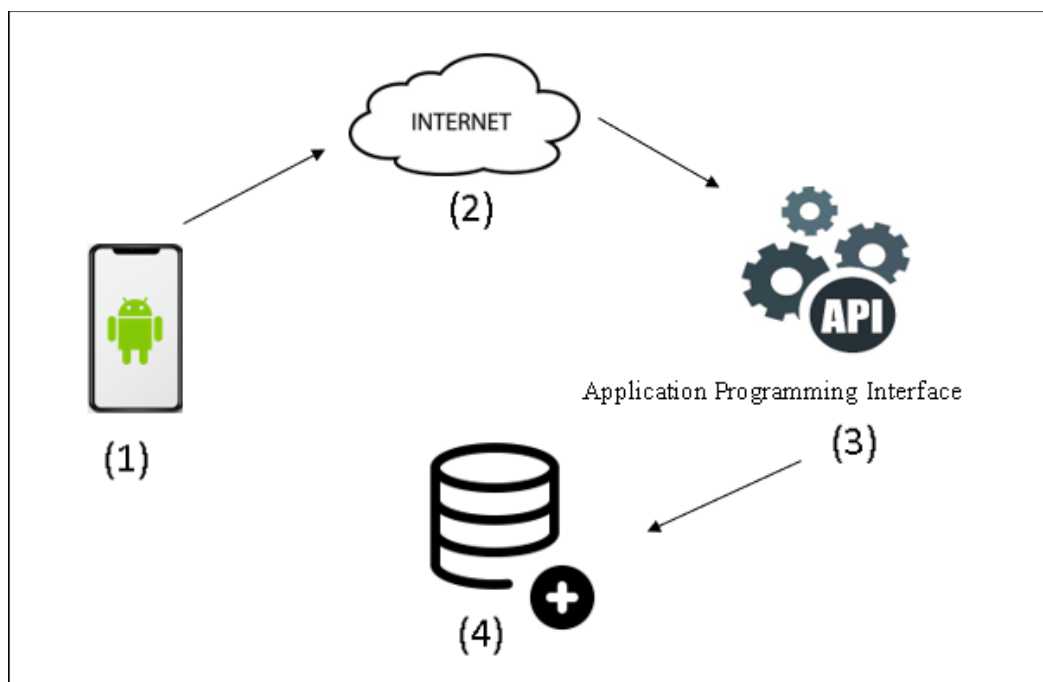 INTERNET
(2)
API
Application Programming Interface
(1)
(3)
(4)